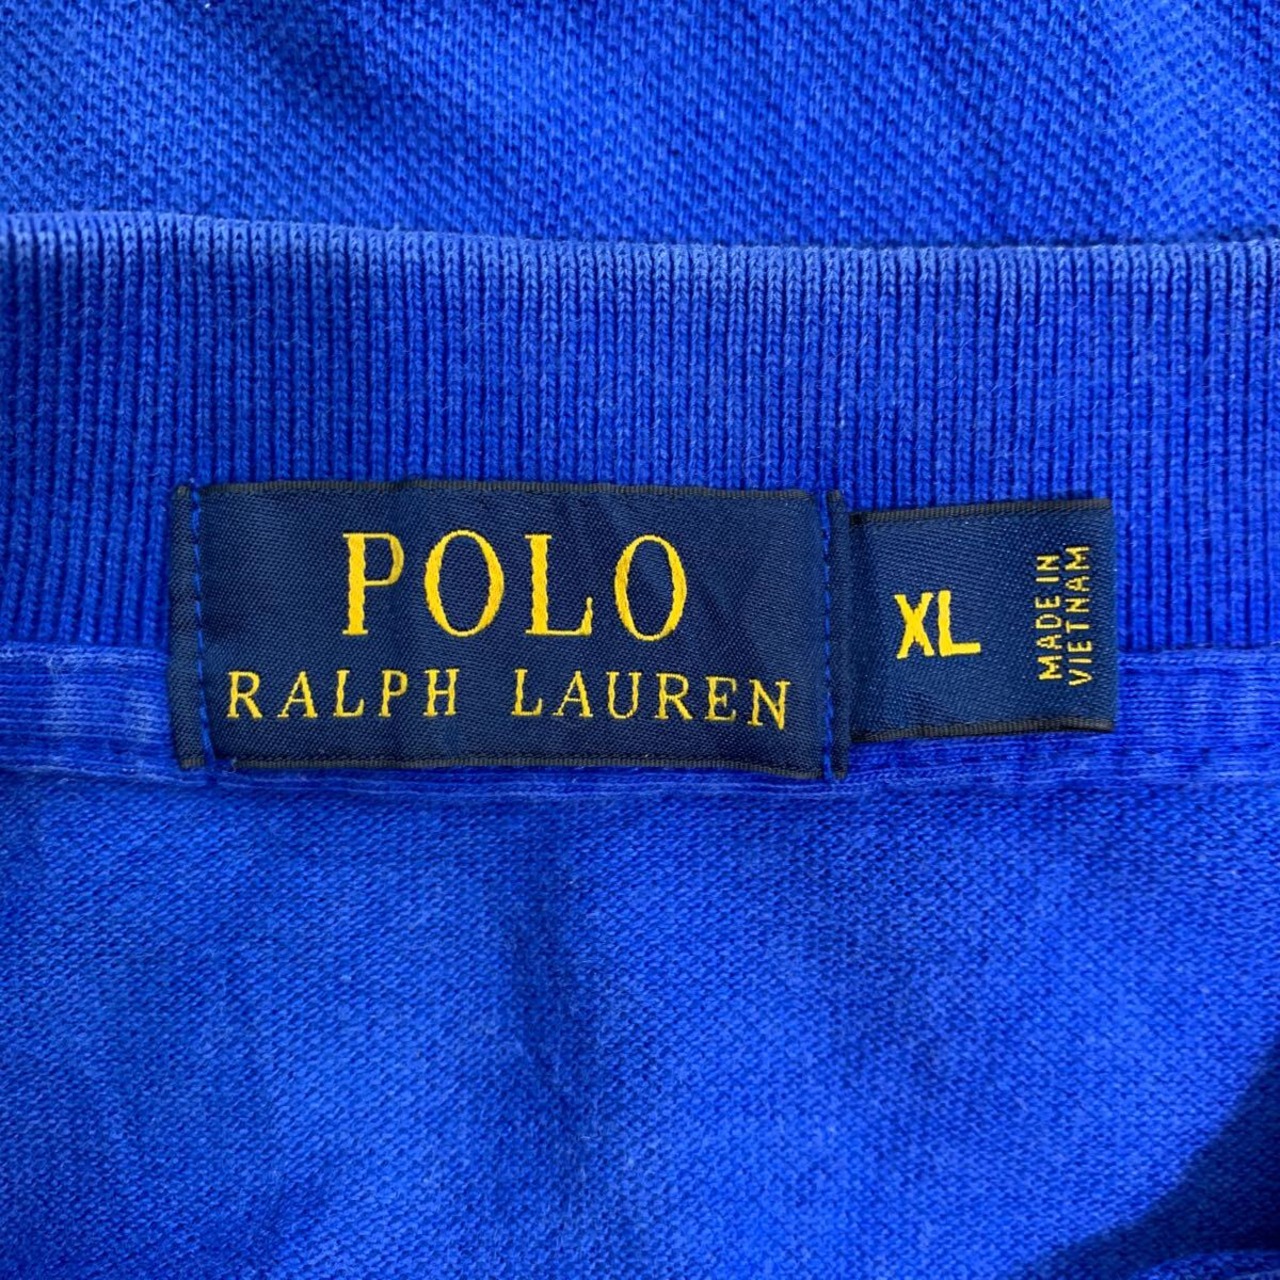 POLO
RALPH LAUREN
XL
MADE IN
VIETNAM